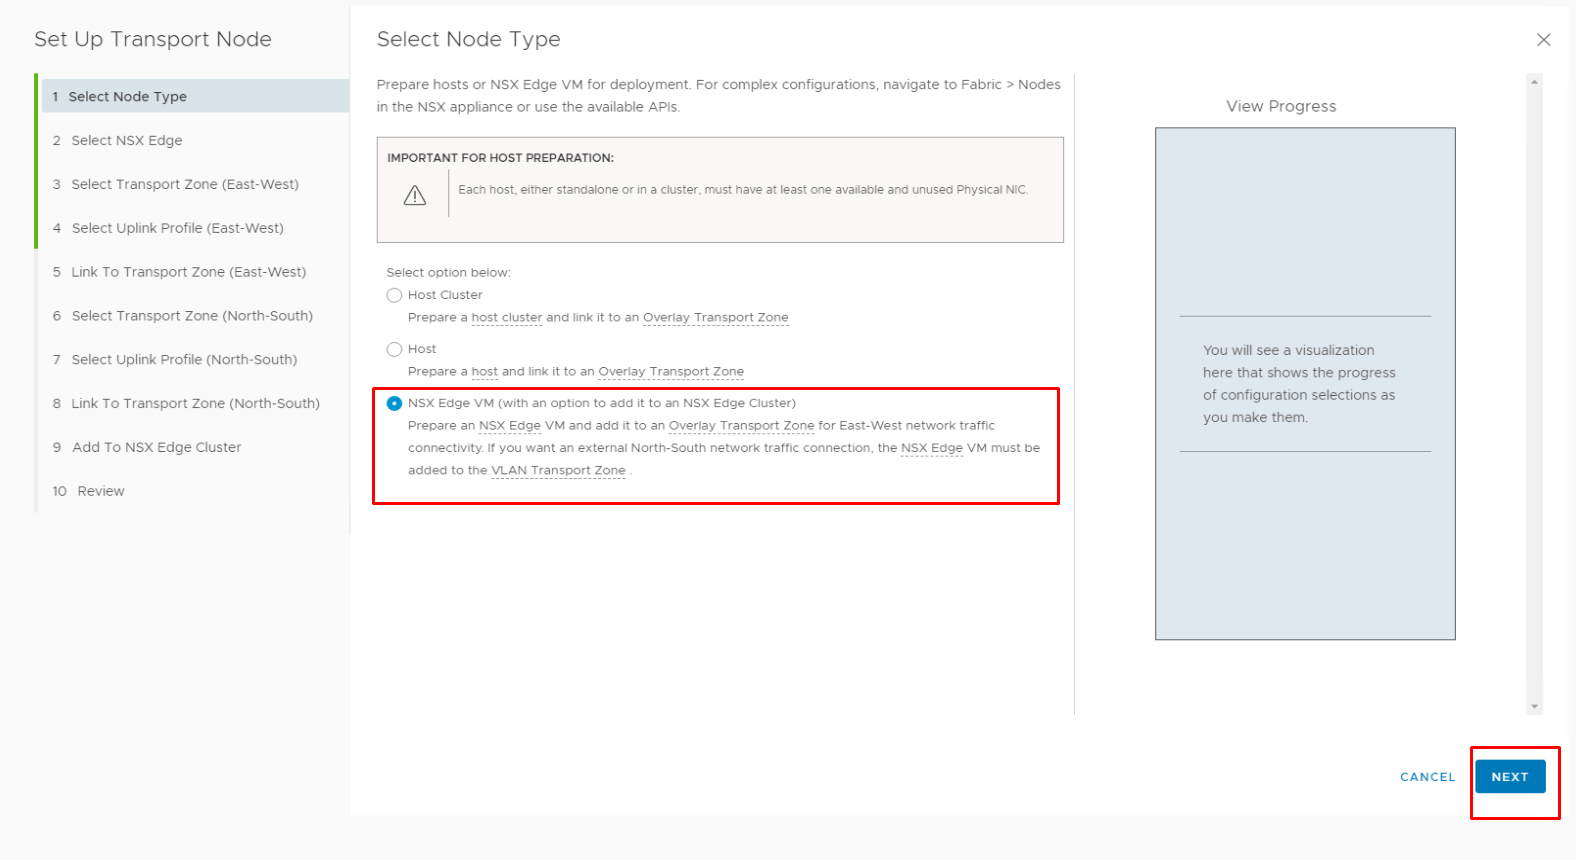 Set Up Transport Node
1 Select Node Type
2 Select NSX Edge
3 Select Transport Zone (East-West)
4 Select Uplink Profile (East-West)
5 Link To Transport Zone (East-West)
6 Select Transport Zone (North-South)
7 Select Uplink Profile (North-South)
8 Link To Transport Zone (North-South)
9 Add To NSX Edge Cluster
10 Review
Select Node Type
Prepare hosts or NSX Edge VM for deployment. For complex configurations, navigate to Fabric > Nodes
in the NSX appliance or use the available APIs.
IMPORTANT FOR HOST PREPARATION:
Each host, either standalone or in a cluster, must have at least one available and unused Physical NIC.
Select option below:
Host Cluster
Prepare a host cluster and link it to an Overlay Transport Zone
Host
Prepare a host and link it to an Overlay Transport Zone
NSX Edge VM (with an option to add it to an NSX Edge Cluster)
Prepare an NSX Edge VM and add it to an Overlay Transport Zone for East-West network traffic
connectivity. If you want an external North-South network traffic connection, the NSX Edge VM must be
added to the VLAN Transport Zone .
View Progress
You will see a visualization
here that shows the progress
of configuration selections as
you make them.
CANCEL
NEXT